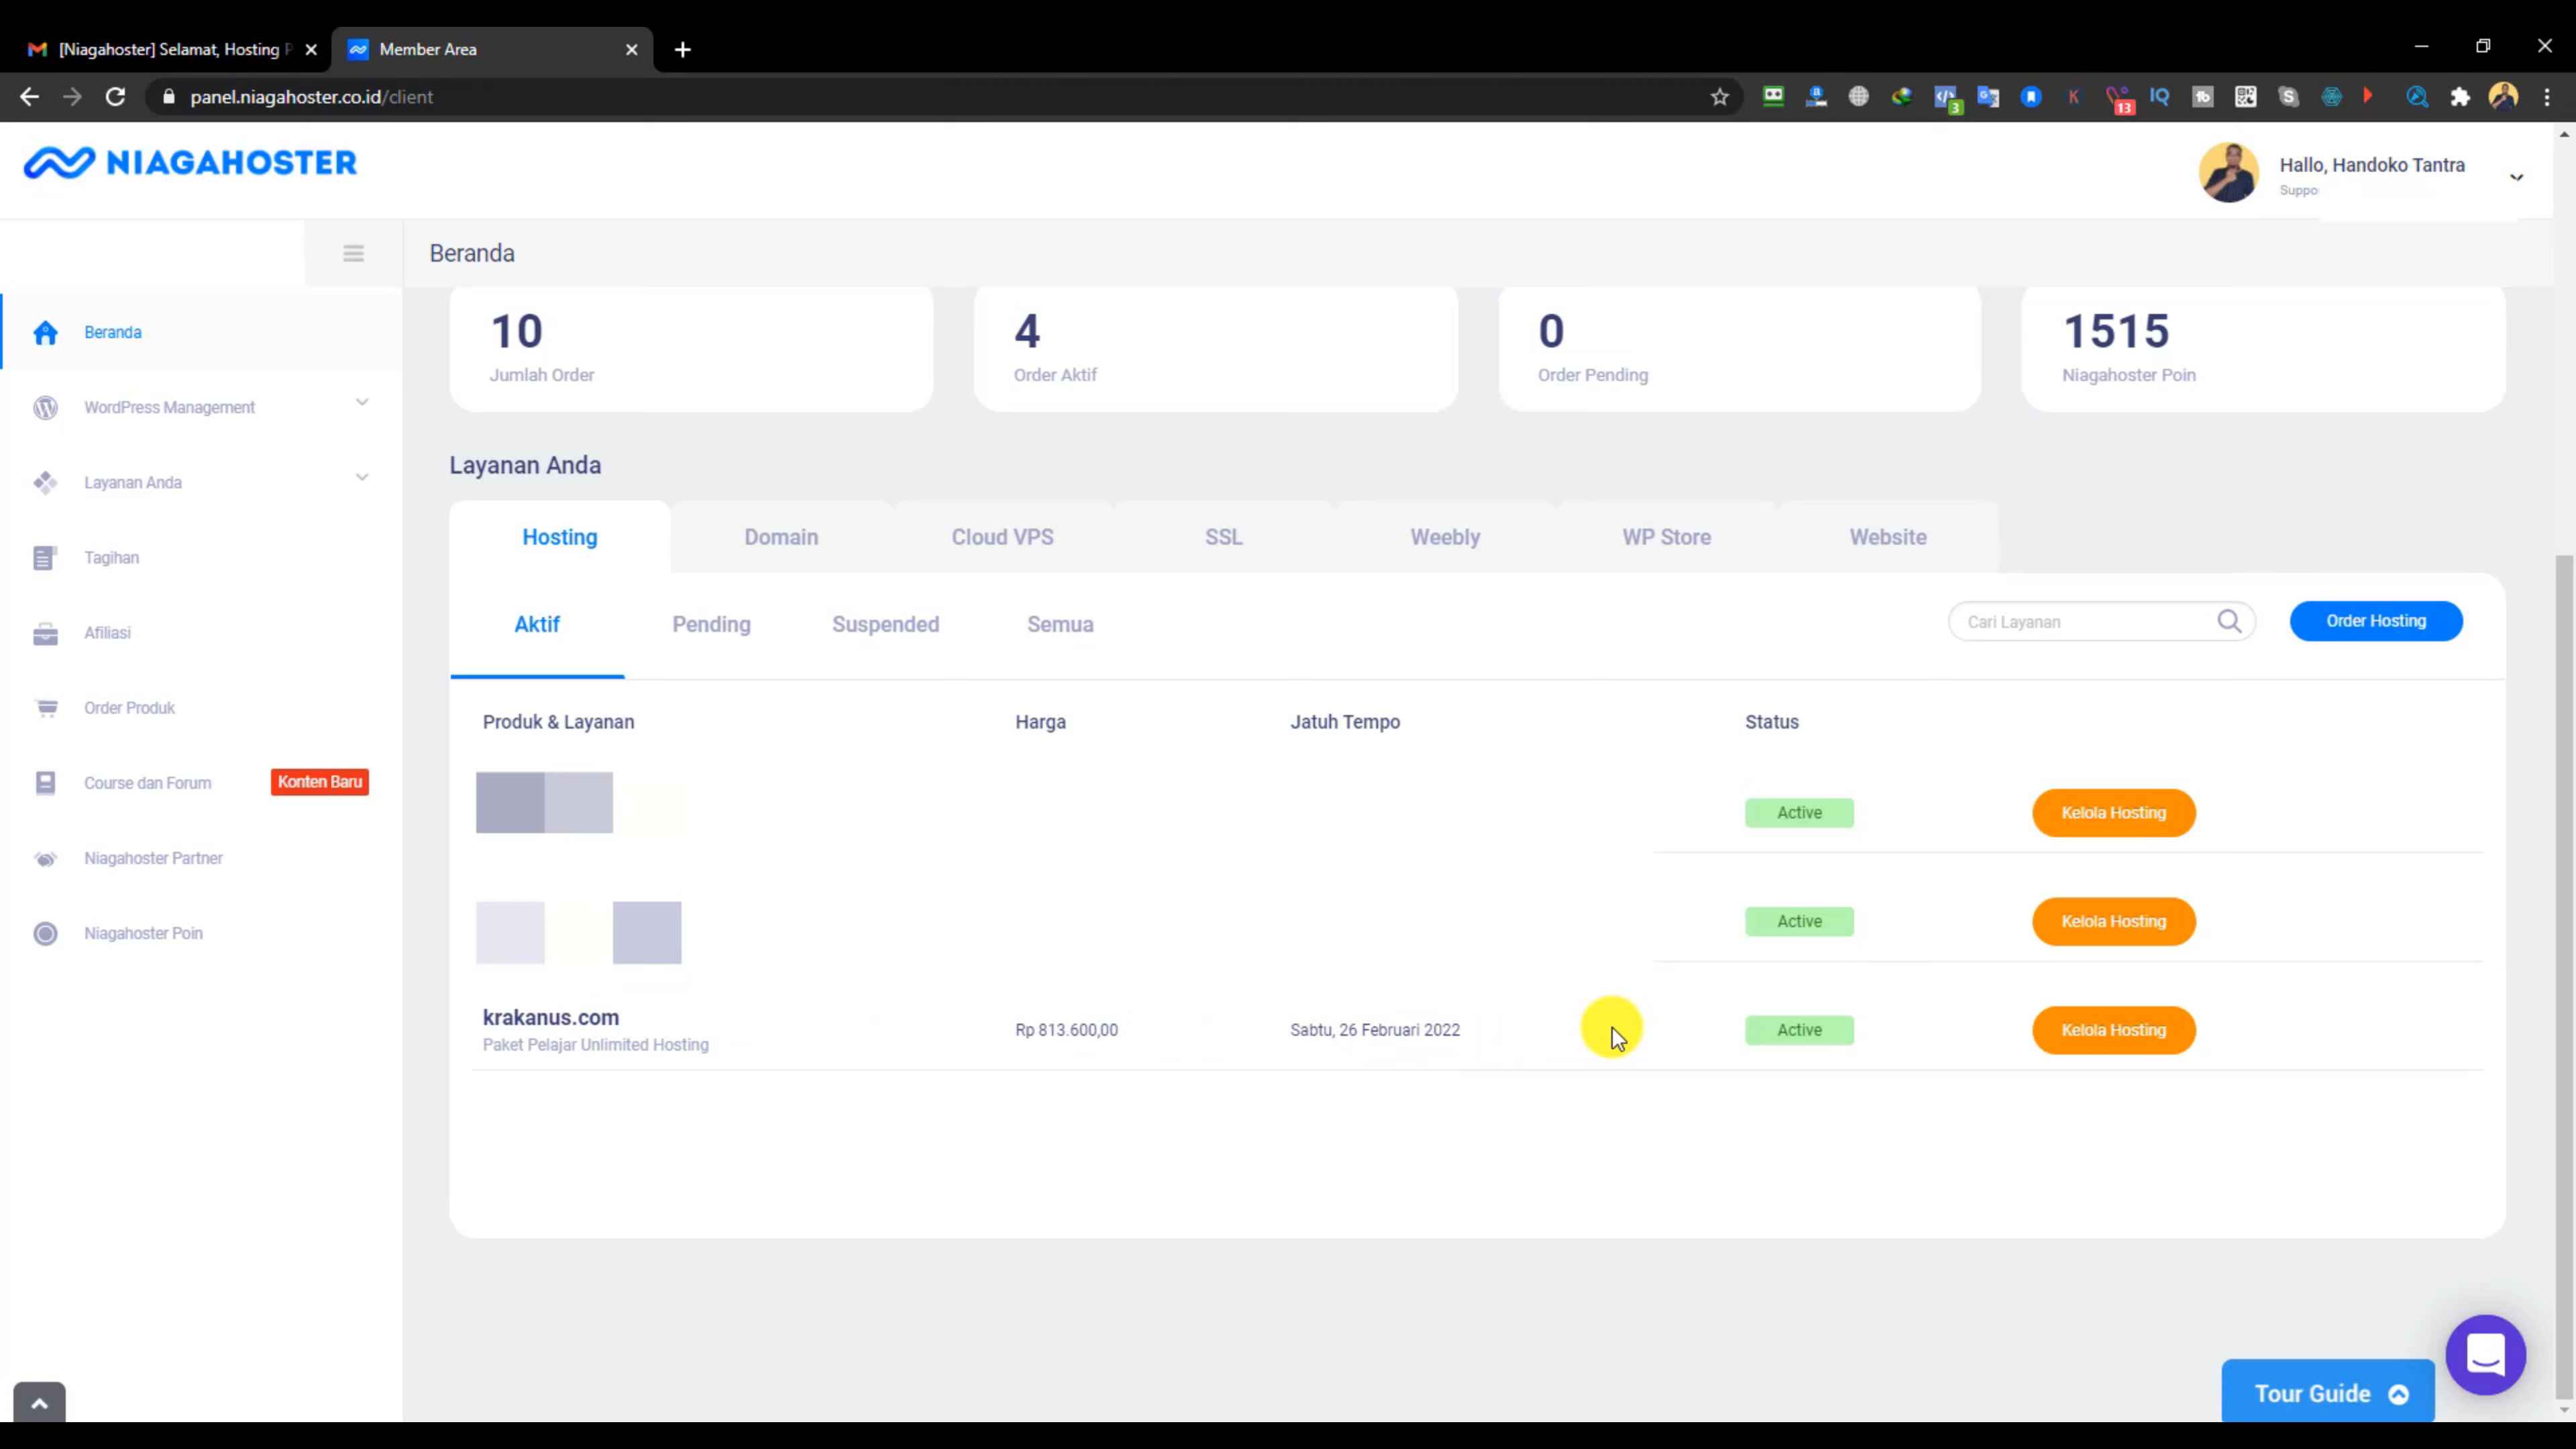 [Niagahoster] Selamat, Hosting P
Member Area
panel.niagahoster.co.id/client
3
13
NIAGAHOSTER
Hallo, Handoko Tantra
Suppo
Beranda
Beranda
WordPress Management
Layanan Anda
Tagihan
Afiliasi
Order Produk
Course dan Forum Konten Baru
Niagahoster Partner
Niagahoster Poin
10
Jumlah Order
4
Order Aktif
0
Order Pending
1515
Niagahoster Poin
Layanan Anda
Hosting Domain Cloud VPS SSL Weebly WP Store Website
Aktif Pending Suspended Semua Cari Layanan Order Hosting
Produk & Layanan Harga Jatuh Tempo Status
Active Kelola Hosting
Active Kelola Hosting
krakanus.com
Paket Pelajar Unlimited Hosting
Rp 813.600,00 Sabtu, 26 Februari 2022 Active Kelola Hosting
Tour Guide